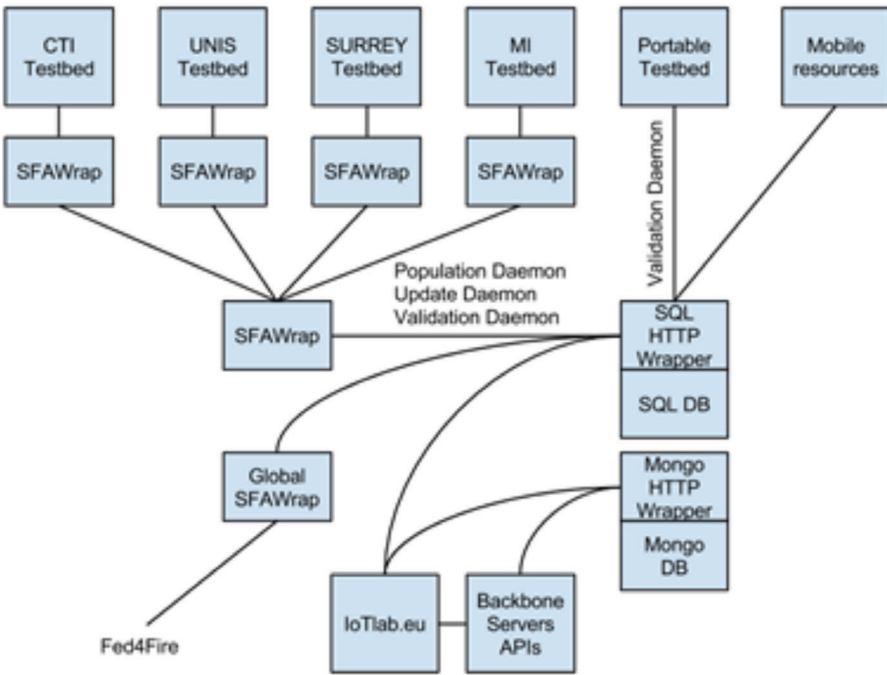 CTI
Testbed
UNIS
Testbed
SURREY
Testbed
MI
Testbed
Portable
Testbed
Mobile
resources
SFAWrap
SFAWrap
SFAWrap
SFAWrap
Validation Daemon
Population Daemon
Update Daemon
Validation Daemon
SFAWrap
SQL
HTTP
Wrapper
SQL DB
Global
SFAWrap
Mongo
HTTP
Wrapper
Mongo
DB
IoTlab.eu
Backbone
Servers
APIs
Fed4Fire